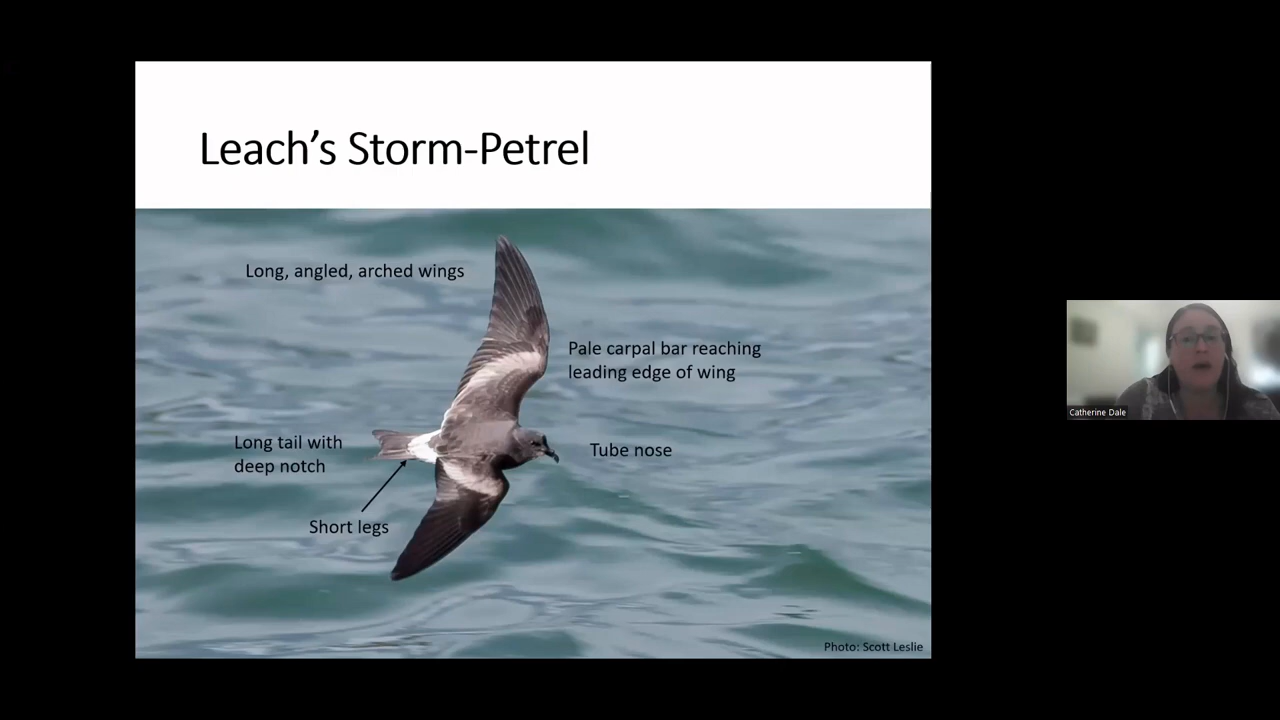 Leach's Storm-Petrel
Long, angled, arched wings
Pale carpal bar reaching
leading edge of wing
Long tail with
deep notch
Tube nose
Short legs
Photo: Scott Leslie
Catherine Dale